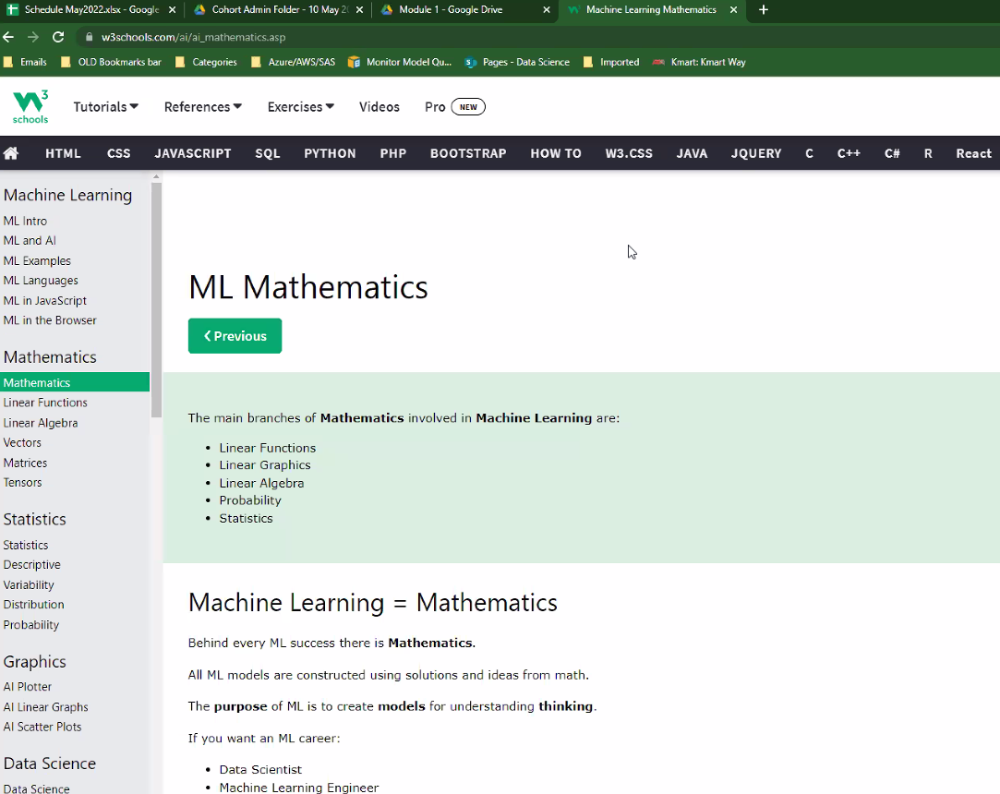 Schedule May2022.xlsx - Google
Cohort Admin Folder - 10 May 2
Module 1 - Google Drive
Machine Learning Mathematics
w3schools.com/ai/ai_mathematics.asp
Emails
OLD Bookmarks bar
Categories
Azure/AWS/SAS
Monitor Model Qu...
Pages - Data Science
Imported
Kmart: Kmart Way
W3 schools
Tutorials
References
Exercises
Videos
Pro NEW
HTML
CSS
JAVASCRIPT
SQL
PYTHON
PHP
BOOTSTRAP
HOW TO
W3.CSS
JAVA
JQUERY
C
C++
C#
R
React
Machine Learning
ML Intro
ML and AI
ML Examples
ML Languages
ML in JavaScript
ML in the Browser
Mathematics
Mathematics
Linear Functions
Linear Algebra
Vectors
Matrices
Tensors
Statistics
Statistics
Descriptive
Variability
Distribution
Probability
Graphics
AI Plotter
AI Linear Graphs
AI Scatter Plots
Data Science
Data Science
ML Mathematics
❮ Previous
The main branches of Mathematics involved in Machine Learning are:
• Linear Functions
• Linear Graphics
• Linear Algebra
• Probability
• Statistics
Machine Learning = Mathematics
Behind every ML success there is Mathematics.
All ML models are constructed using solutions and ideas from math.
The purpose of ML is to create models for understanding thinking.
If you want an ML career:
• Data Scientist
• Machine Learning Engineer